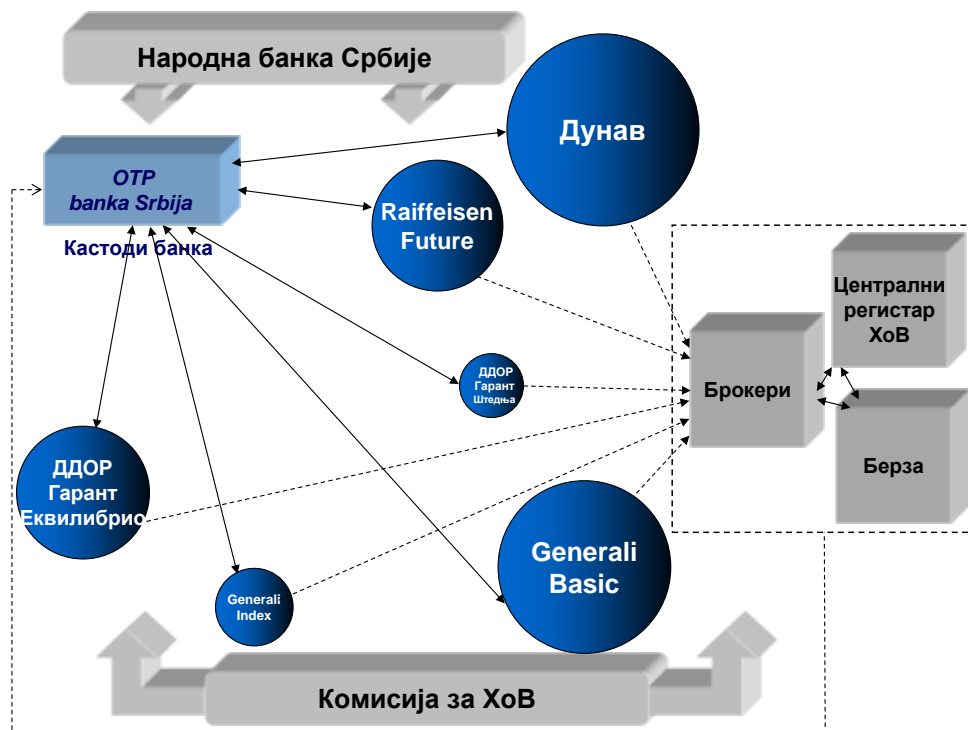 Народна банка Србије
Дунав
OTP
banka Srbija
Кастоди банка
Raiffeisen
Future
Централни
регистар
ХоВ
Брокери
ДДОР
Гарант
Штедња
Берза
ДДОР
Гарант
Еквилибрио
Generali
Basic
Generali
Index
Комисија за ХоВ